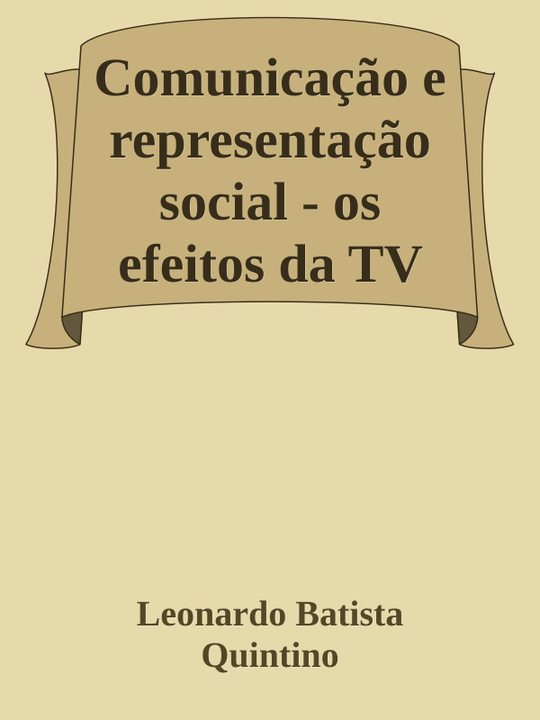 Comunicação e
representação
social - os
efeitos da TV
Leonardo Batista
Quintino